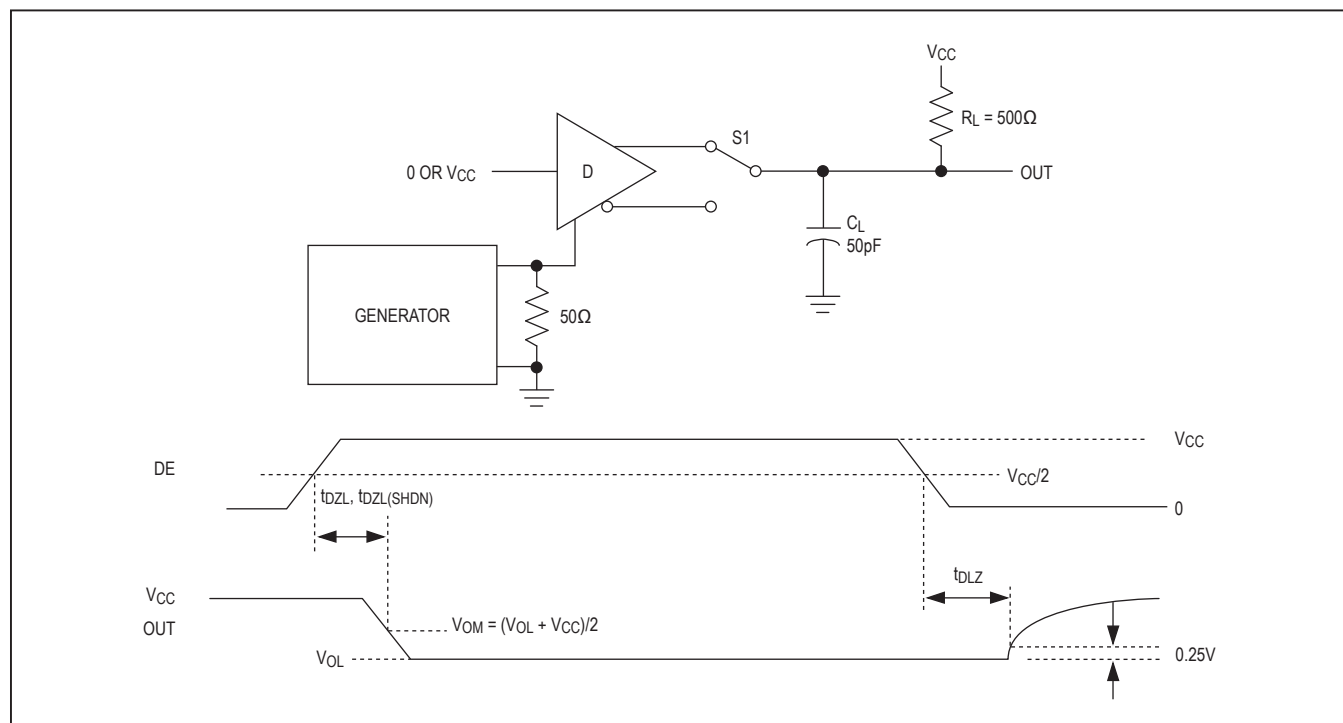 VCC
RL = 500Ω
S1
0 OR VCC
D
OUT
CL
50pF
GENERATOR
50Ω
VCC
DE
VCC/2
tDZL, tDZL(SHDN)
0
tDLZ
VCC
OUT
VOM = (VOL + VCC)/2
VOL
0.25V